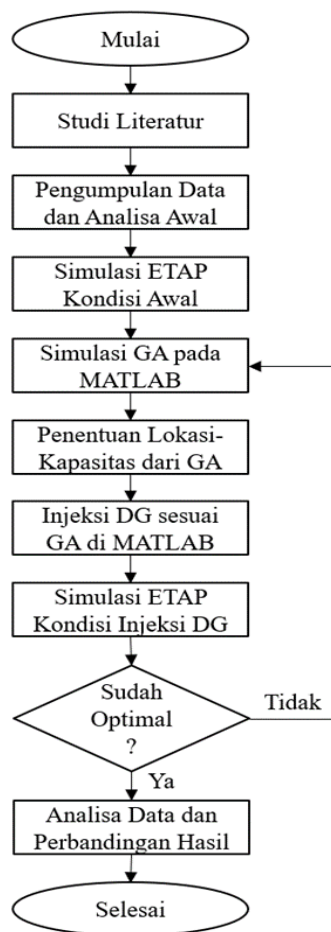 Mulai
Studi Literatur
Pengumpulan Data
dan Analisa Awal
Simulasi ETAP
Kondisi Awal
Simulasi GA pada
MATLAB
Penentuan Lokasi-
Kapasitas dari GA
Injeksi DG sesuai
GA di MATLAB
Simulasi ETAP
Kondisi Injeksi DG
Sudah
Optimal
?
Tidak
Ya
Analisa Data dan
Perbandingan Hasil
Selesai